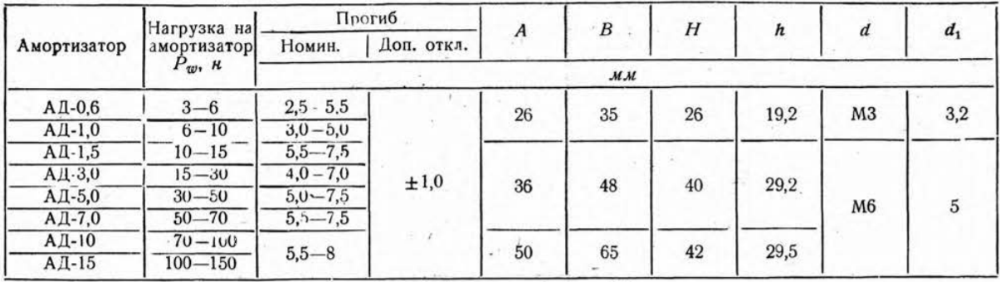 Амортизатор Нагрузка на амортизатор P_w, н Прогиб A B H h d d₁
Номин. Доп. откл.
мм
АД-0,6 3—6 2,5 - 5,5 ±1,0 26 35 26 19,2 М3 3,2
АД-1,0 6—10 3,0—5,0
АД-1,5 10—15 5,5—7,5 36 48 40 29,2 М6 5
АД-3,0 15—30 4,0—7,0
АД-5,0 30—50 5,0—7,5
АД-7,0 50—70 5,5—7,5
АД-10 70—100 5,5—8 50 65 42 29,5
АД-15 100—150